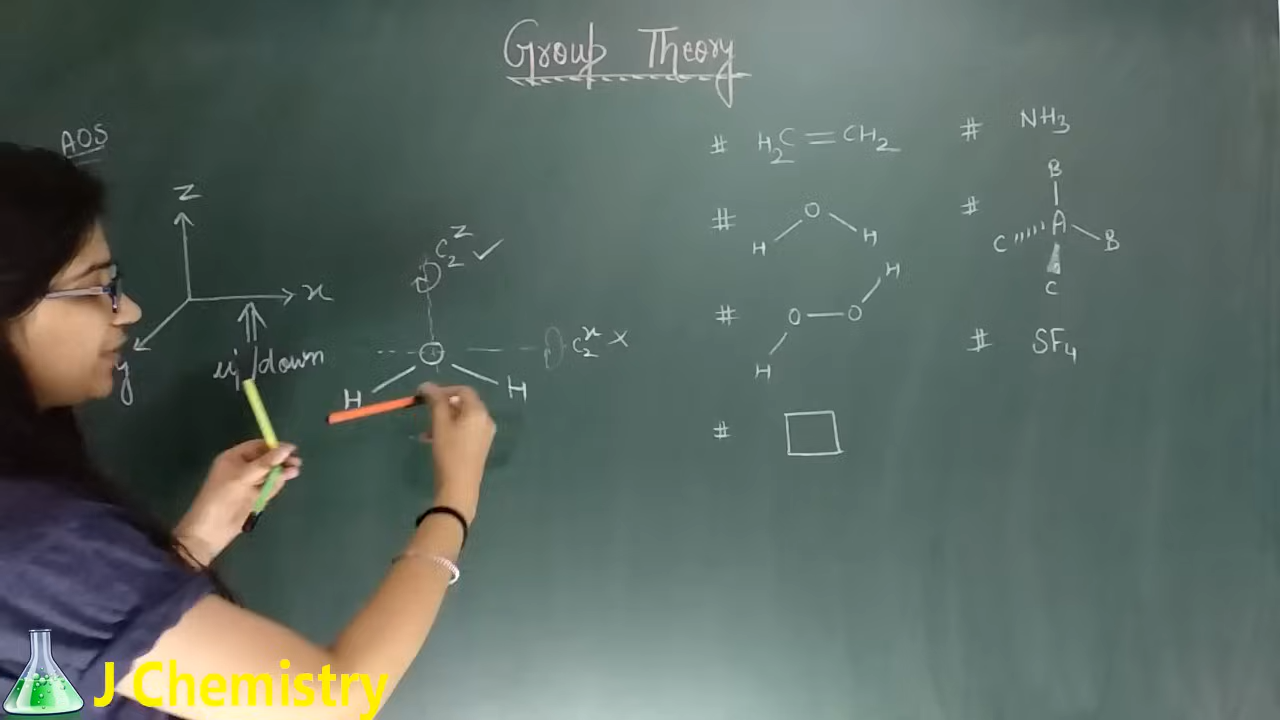 Group Theory
AOS
Z
x
y
up/down
C₂ᶻ ✓
C₂ˣ ×
H H
# H₂C=CH₂
# H O H
# H O—O H
#
# NH₃
# B A B C C
# SF₄
J Chemistry